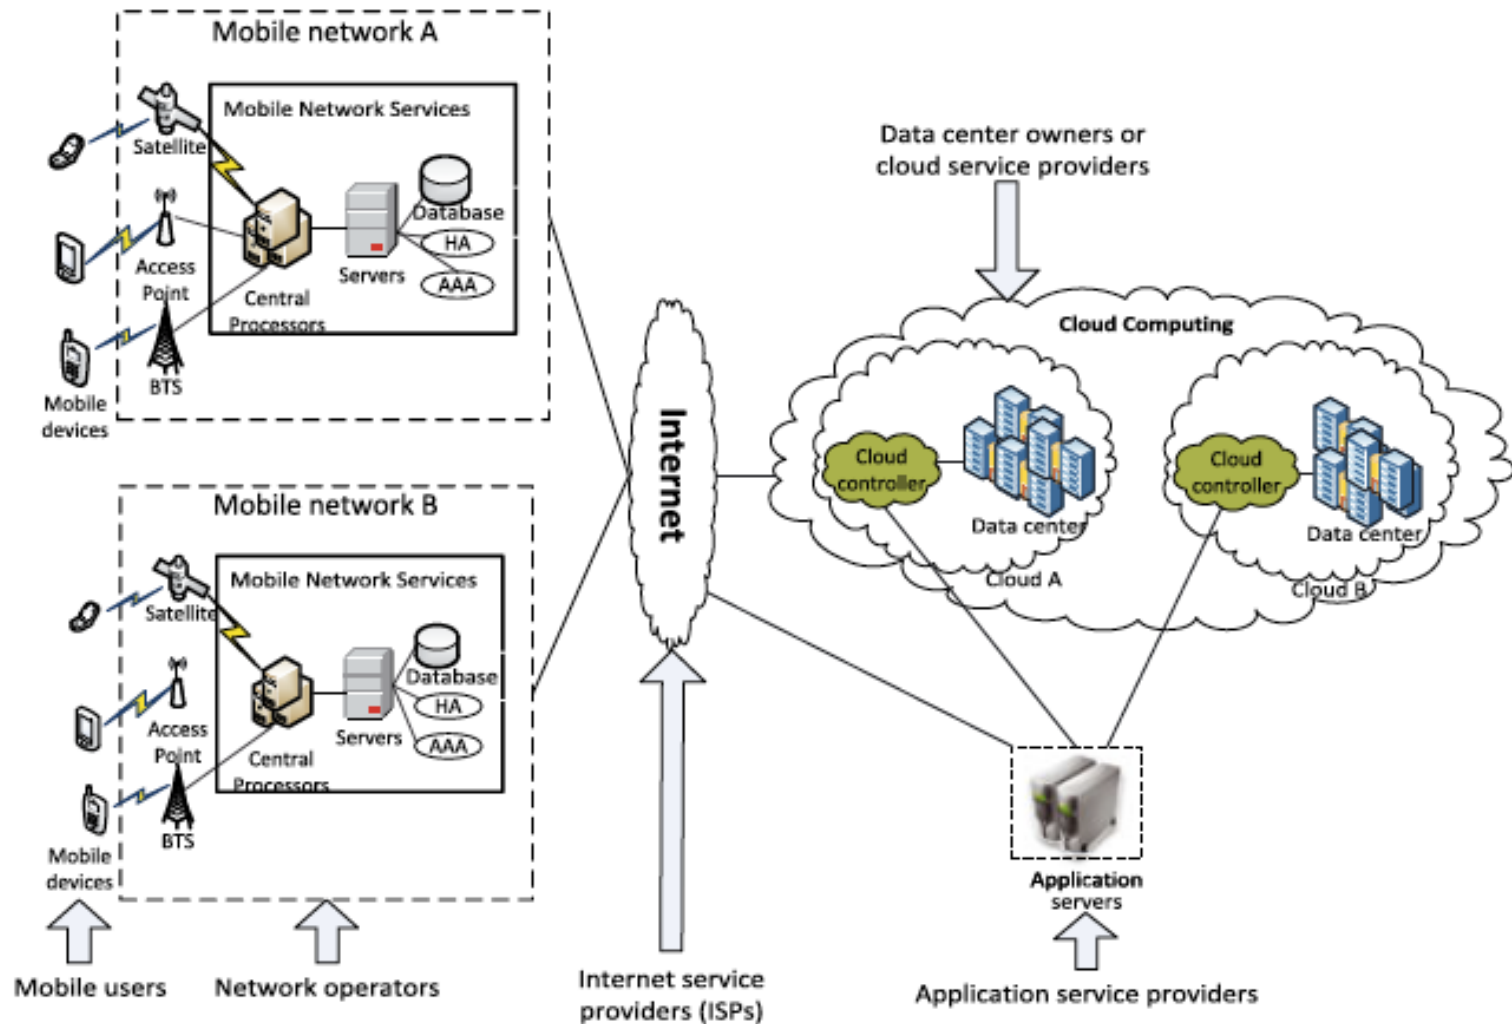 Mobile network A
Mobile Network Services
Satellite
Database
HA
AAA
Servers
Access
Point
Central
Processors
BTS
Mobile
devices
Mobile network B
Mobile Network Services
Satellite
Database
HA
AAA
Servers
Access
Point
Central
Processors
BTS
Mobile
devices
Mobile users
Network operators
Internet
Internet service
providers (ISPs)
Data center owners or
cloud service providers
Cloud Computing
Cloud
controller
Data center
Cloud A
Cloud
controller
Data center
Cloud B
Application
servers
Application service providers